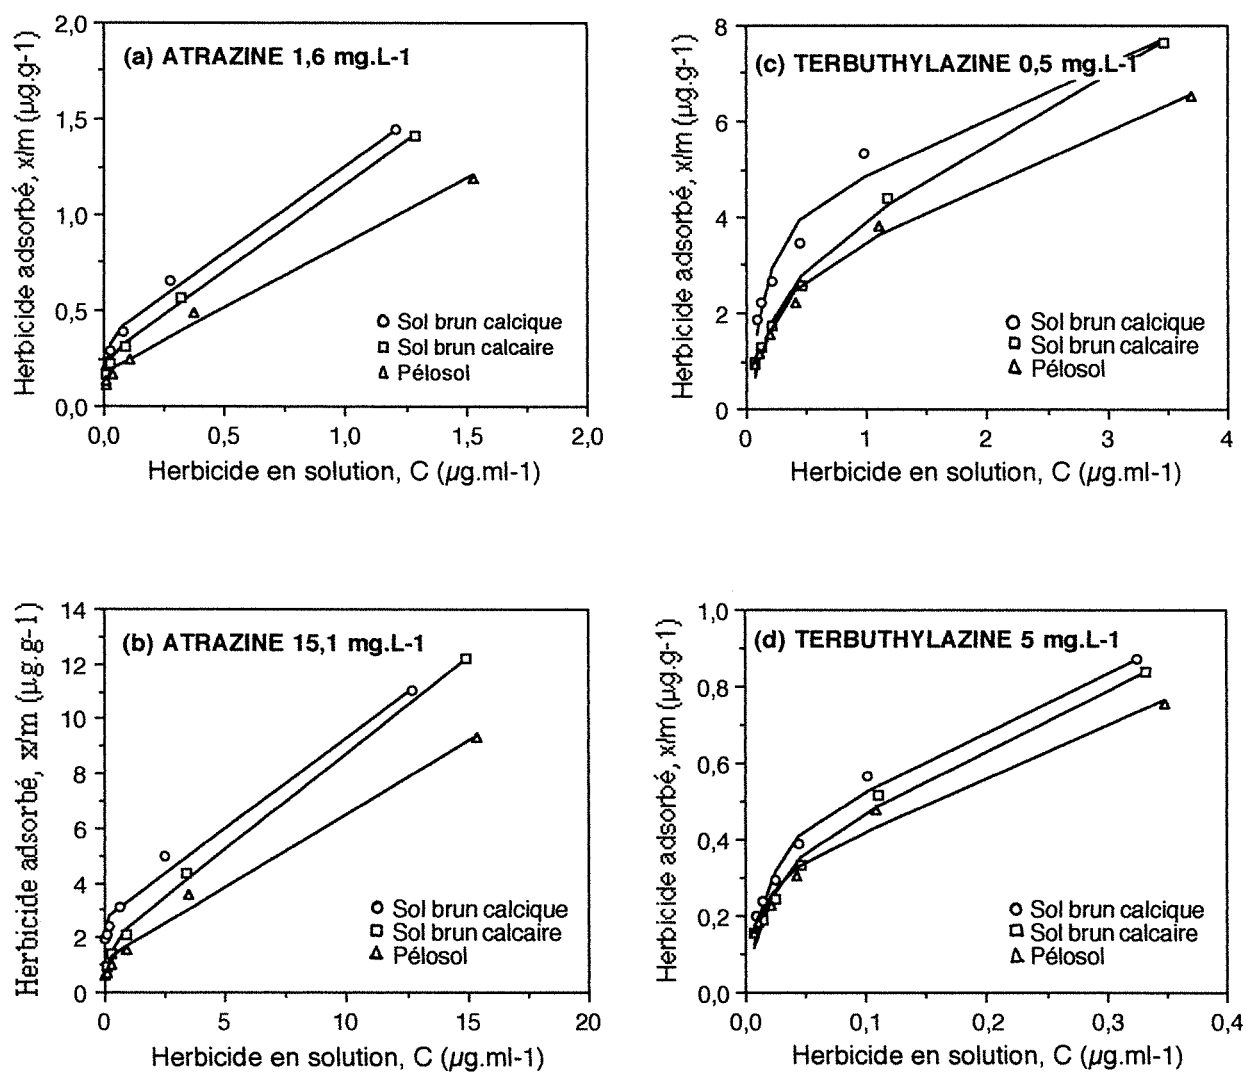 (a) ATRAZINE 1,6 mg.L-1
Herbicide adsorbé, x/m (µg.g-1)
2,0
1,5
1,0
0,5
0,0
0,0 0,5 1,0 1,5 2,0
Herbicide en solution, C (µg.ml-1)
Sol brun calcique
Sol brun calcaire
Pélosol
(c) TERBUTHYLAZINE 0,5 mg.L-1
Herbicide adsorbé, x/m (µg.g-1)
8
6
4
2
0
0 1 2 3 4
Herbicide en solution, C (µg.ml-1)
Sol brun calcique
Sol brun calcaire
Pélosol
(b) ATRAZINE 15,1 mg.L-1
Herbicide adsorbé, x/m (µg.g-1)
14
12
10
8
6
4
2
0
0 5 10 15 20
Herbicide en solution, C (µg.ml-1)
Sol brun calcique
Sol brun calcaire
Pélosol
(d) TERBUTHYLAZINE 5 mg.L-1
Herbicide adsorbé, x/m (µg.g-1)
1,0
0,8
0,6
0,4
0,2
0,0
0,0 0,1 0,2 0,3 0,4
Herbicide en solution, C (µg.ml-1)
Sol brun calcique
Sol brun calcaire
Pélosol